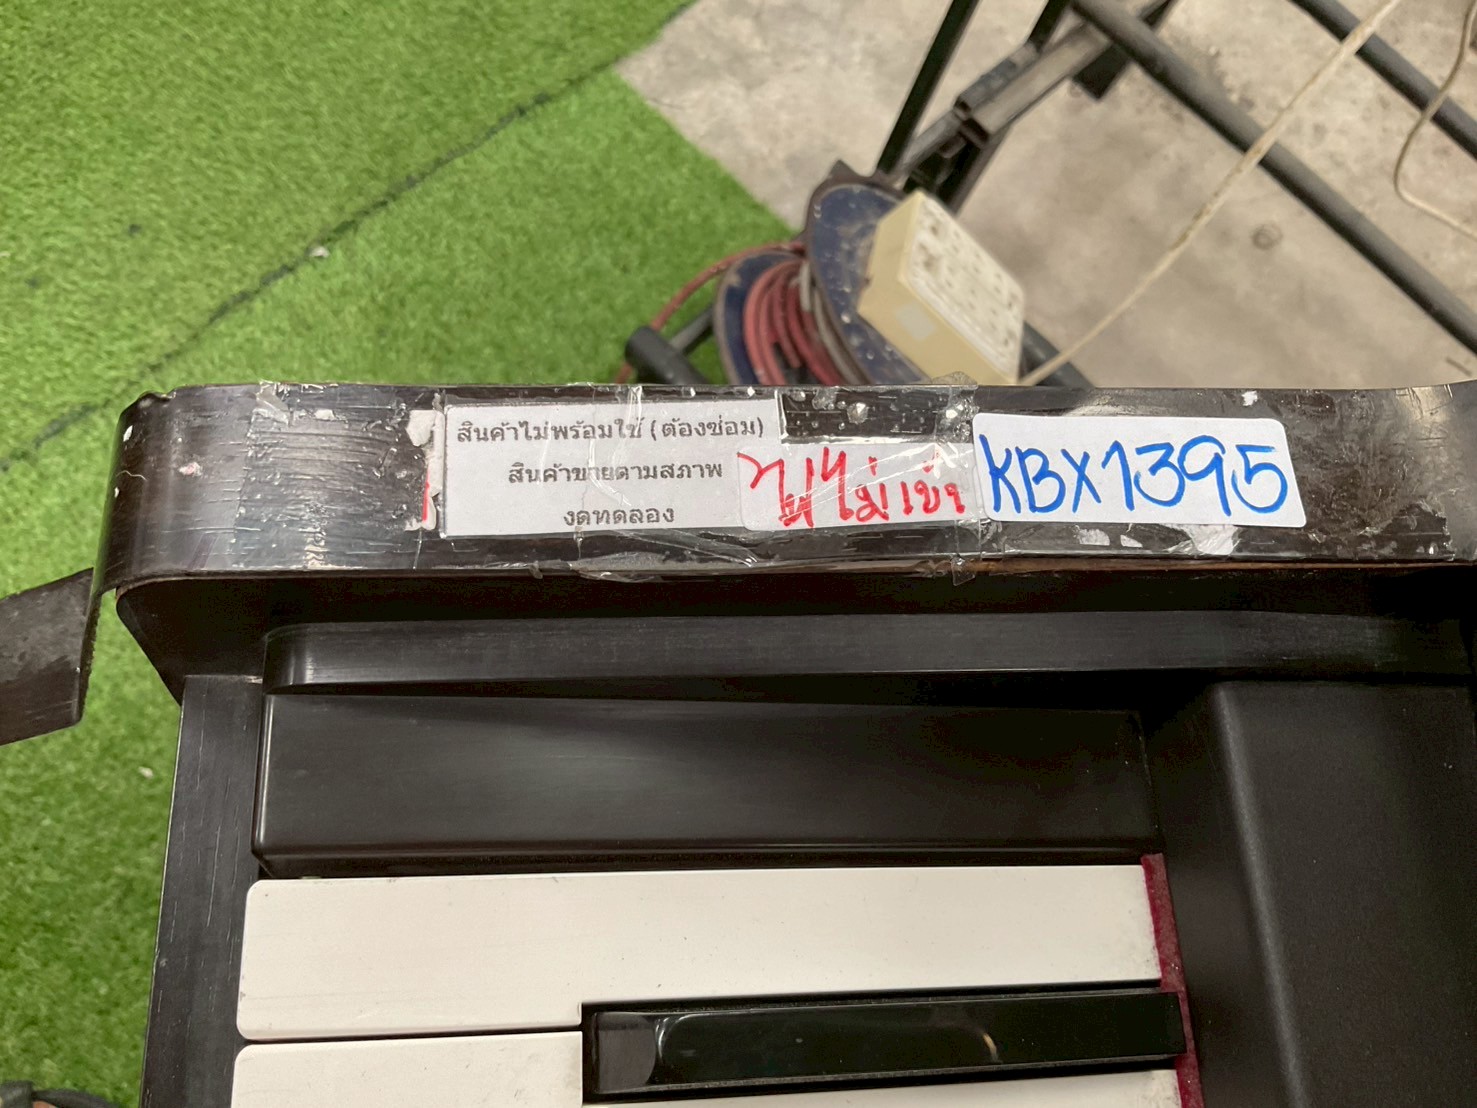 สินค้าไม่พร้อมใช้ (ต้องซ่อม)
สินค้าขายตามสภาพ
งดทดลอง
ไฟไม่เข้า
KBX1395